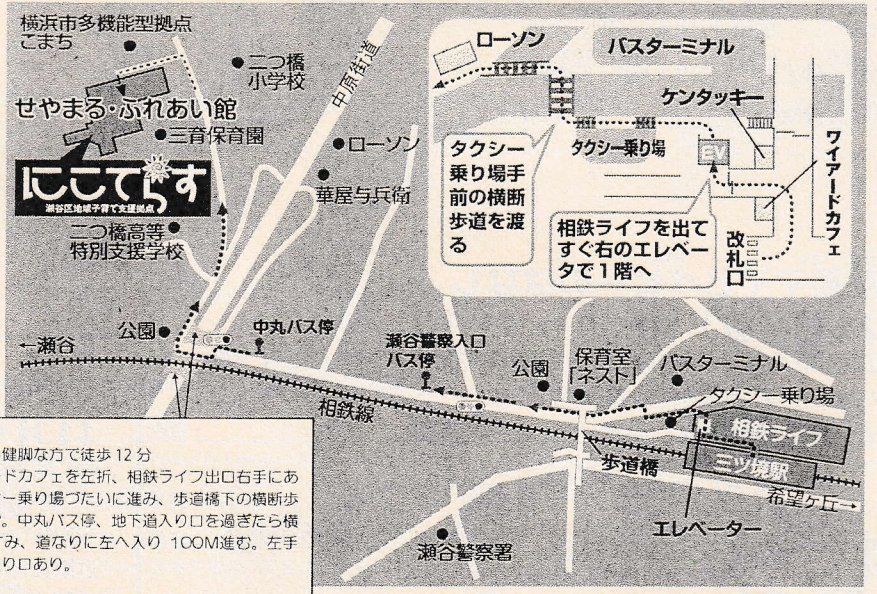 横浜市多機能型拠点
こまち
二つ橋
小学校
中原街道
せやまる・ふれあい館
三育保育園
ローソン
にこてらす
瀬谷区地域子育て支援拠点
華屋与兵衛
二つ橋高等
特別支援学校
ローソン
バスターミナル
ケンタッキー
タクシー
乗り場手
前の横断
歩道を渡
る
タクシー乗り場
EV
ワイアードカフェ
相鉄ライフを出て
すぐ右のエレベー
タで1階へ
改札口
公園
中丸バス停
←瀬谷
瀬谷警察入口
バス停
公園
保育室
「ネスト」
バスターミナル
タクシー乗り場
相鉄線
相鉄ライフ
三ツ境駅
歩道橋
希望ヶ丘→
エレベーター
瀬谷警察署
健脚な方で徒歩12分
ドカフェを左折、相鉄ライフ出口右手にあ
ー乗り場づたいに進み、歩道橋下の横断歩
。中丸バス停、地下道入り口を過ぎたら横
み、道なりに左へ入り 100M進む。左手
り口あり。